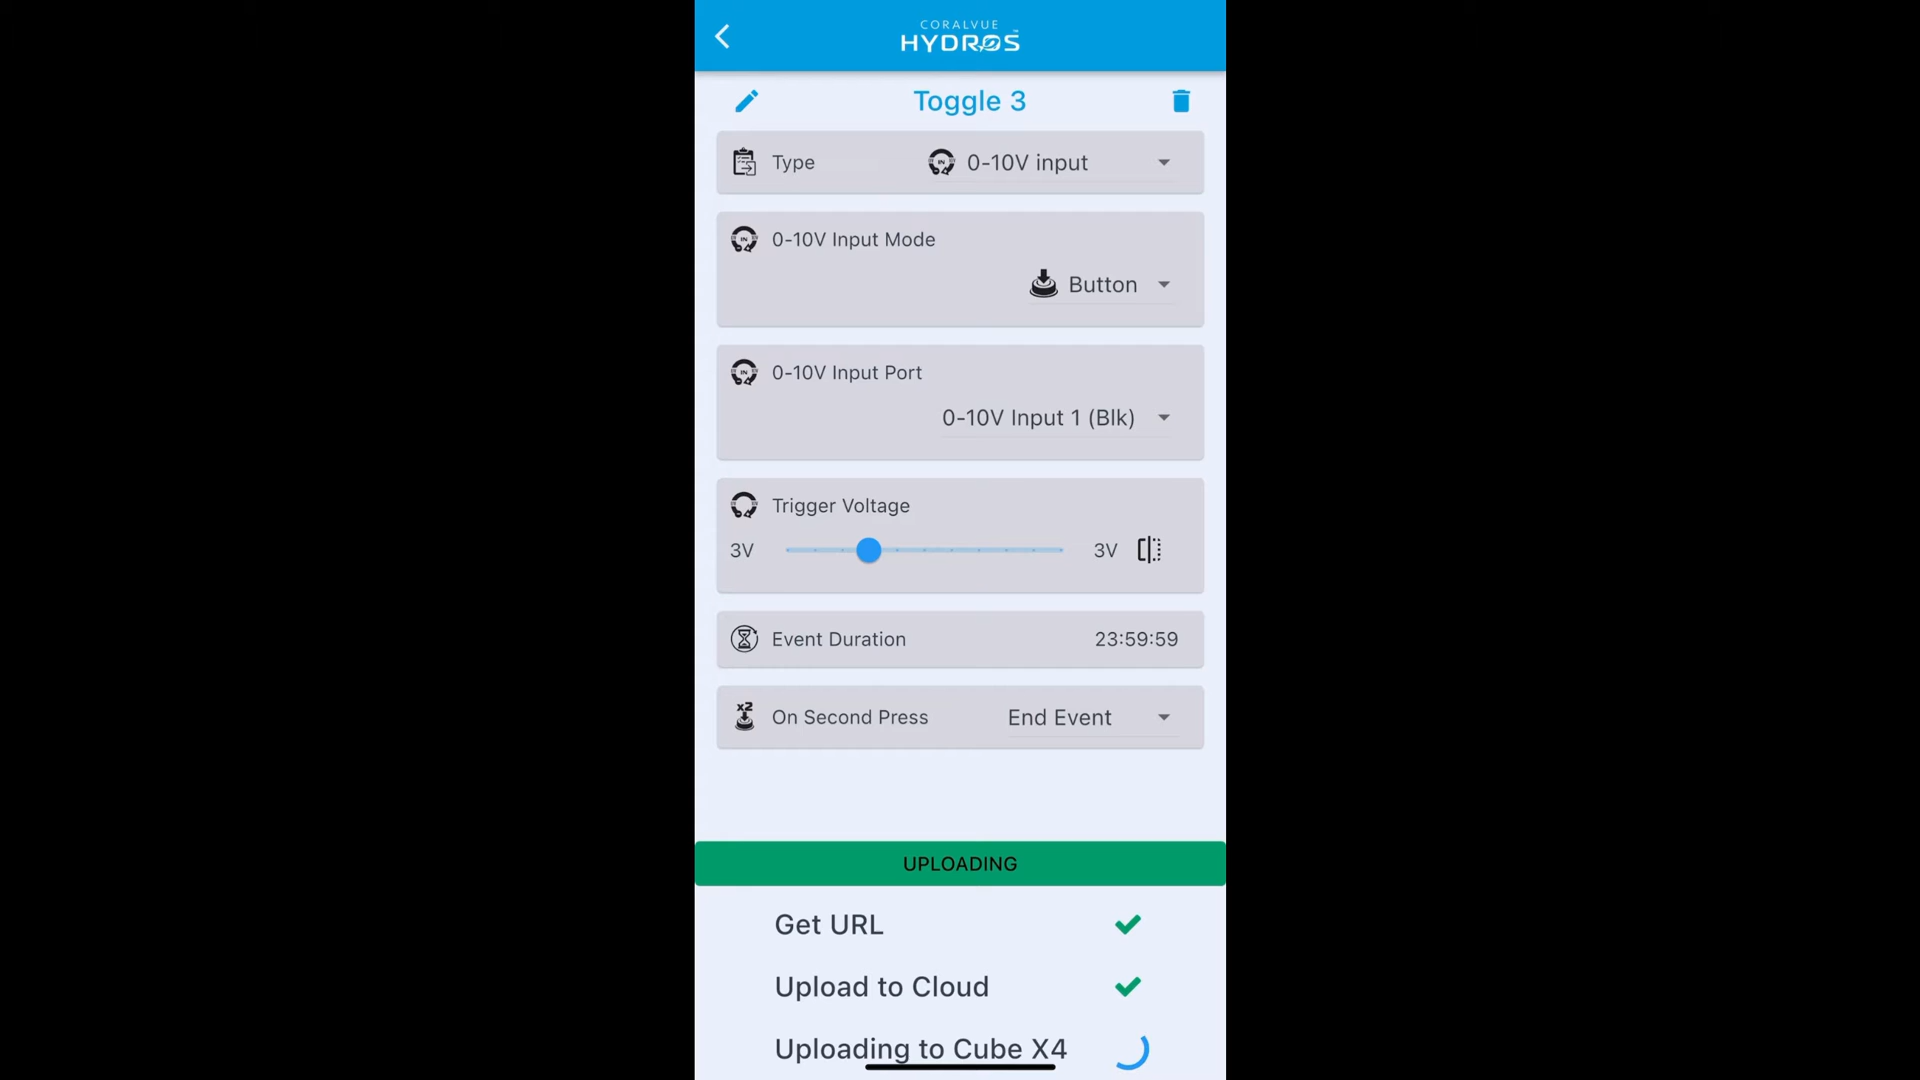 CORALVUE
HYDROS
Toggle 3
Type
0-10V input
0-10V Input Mode
Button
0-10V Input Port
0-10V Input 1 (Blk)
Trigger Voltage
3V
3V
Event Duration
23:59:59
x2
On Second Press
End Event
UPLOADING
Get URL
Upload to Cloud
Uploading to Cube X4